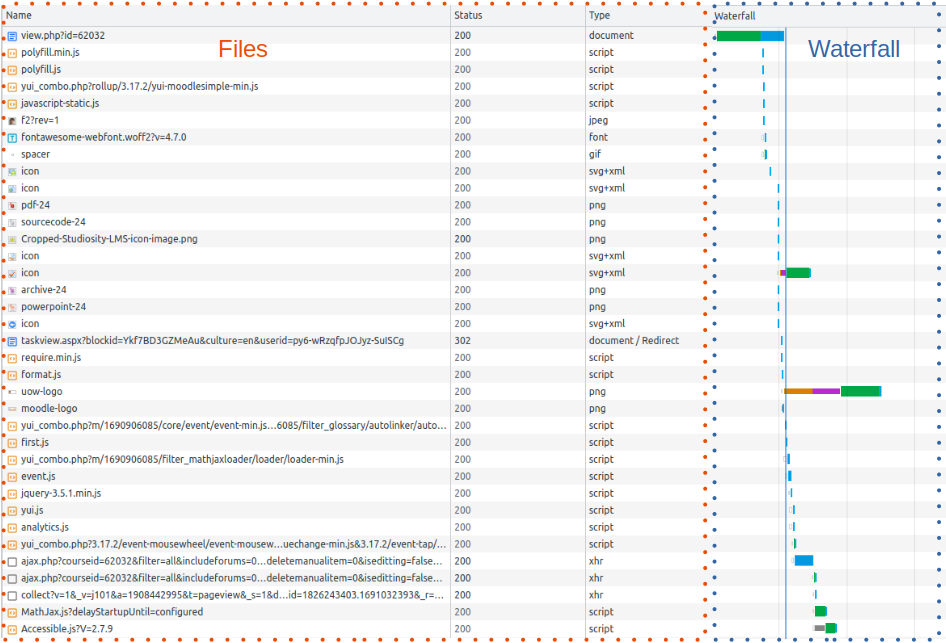 Name Status Type Waterfall
view.php?id=62032 200 document
Files Waterfall
polyfill.min.js 200 script
polyfill.js 200 script
yui_combo.php?rollup/3.17.2/yui-moodlesimple-min.js 200 script
javascript-static.js 200 script
f2?rev=1 200 jpeg
fontawesome-webfont.woff2?v=4.7.0 200 font
spacer 200 gif
icon 200 svg+xml
icon 200 svg+xml
pdf-24 200 png
sourcecode-24 200 png
Cropped-Studiosity-LMS-icon-image.png 200 png
icon 200 svg+xml
icon 200 svg+xml
archive-24 200 png
powerpoint-24 200 png
icon 200 svg+xml
taskview.aspx?blockid=Ykf7BD3GZMeAu&culture=en&userid=py6-wRzqfpJOJyz-SuISCg 302 document / Redirect
require.min.js 200 script
format.js 200 script
uow-logo 200 png
moodle-logo 200 png
yui_combo.php?m/1690906085/core/event/event-min.js...6085/filter_glossary/autolinker/auto... 200 script
first.js 200 script
yui_combo.php?m/1690906085/filter_mathjaxloader/loader/loader-min.js 200 script
event.js 200 script
jquery-3.5.1.min.js 200 script
yui.js 200 script
analytics.js 200 script
yui_combo.php?3.17.2/event-mousewheel/event-mousew...uechange-min.js&3.17.2/event-tap/... 200 script
ajax.php?courseid=62032&filter=all&includeforums=0...deletemanualitem=0&iseditting=false... 200 xhr
ajax.php?courseid=62032&filter=all&includeforums=0...deletemanualitem=0&iseditting=false... 200 xhr
collect?v=1&_v=j101&a=1908442995&t=pageview&_s=1&d...id=1826243403.1691032393&_r=... 200 xhr
MathJax.js?delayStartupUntil=configured 200 script
Accessible.js?V=2.7.9 200 script